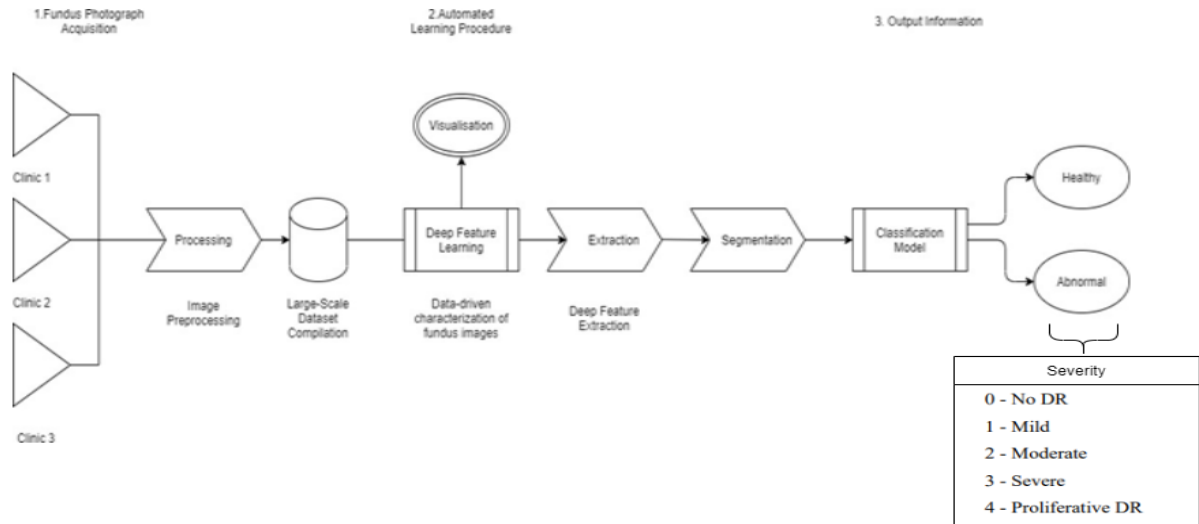 1.Fundus Photograph
Acquisition
2.Automated
Learning Procedure
3. Output Information
Clinic 1
Clinic 2
Clinic 3
Processing
Image
Preprocessing
Large-Scale
Dataset
Compilation
Visualisation
Deep Feature
Learning
Data-driven
characterization of
fundus images
Extraction
Deep Feature
Extraction
Segmentation
Classification
Model
Healthy
Abnormal
Severity
0 - No DR
1 - Mild
2 - Moderate
3 - Severe
4 - Proliferative DR